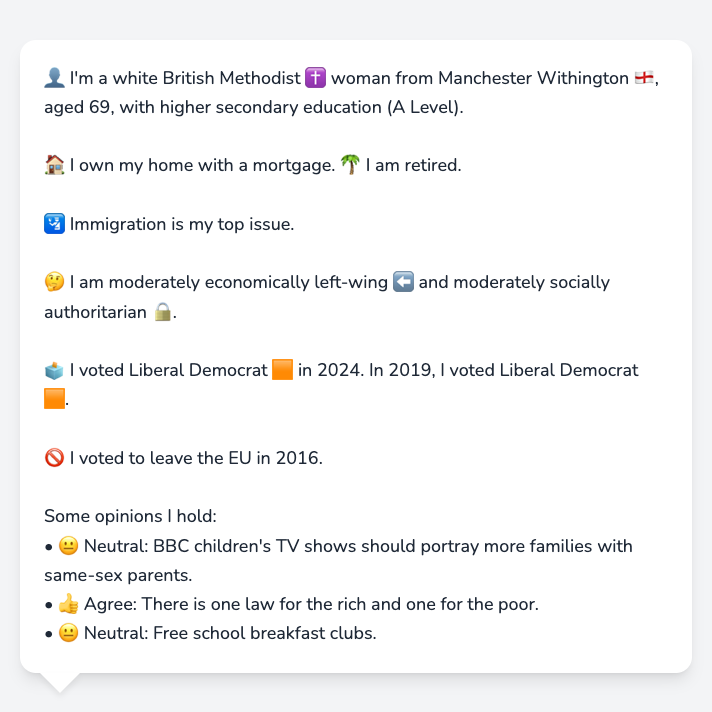 👤 I'm a white British Methodist ✝️ woman from Manchester Withington 🏴󠁧󠁢󠁥󠁮󠁧󠁿,
aged 69, with higher secondary education (A Level).
🏠 I own my home with a mortgage. 🌴 I am retired.
🛂 Immigration is my top issue.
🤔 I am moderately economically left-wing ⬅️ and moderately socially
authoritarian 🔒.
🗳️ I voted Liberal Democrat 🟧 in 2024. In 2019, I voted Liberal Democrat
🟧.
🚫 I voted to leave the EU in 2016.
Some opinions I hold:
• 😐 Neutral: BBC children's TV shows should portray more families with
same-sex parents.
• 👍 Agree: There is one law for the rich and one for the poor.
• 😐 Neutral: Free school breakfast clubs.